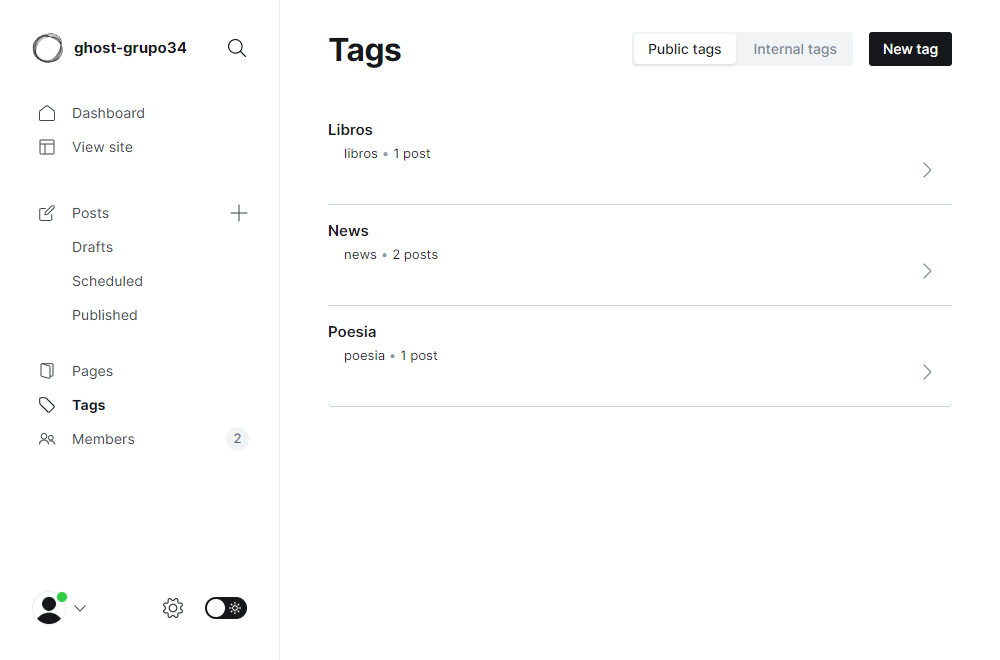 ghost-grupo34
Dashboard
View site
Posts
Drafts
Scheduled
Published
Pages
Tags
Members
2
Tags
Public tags
Internal tags
New tag
Libros
libros • 1 post
News
news • 2 posts
Poesia
poesia • 1 post